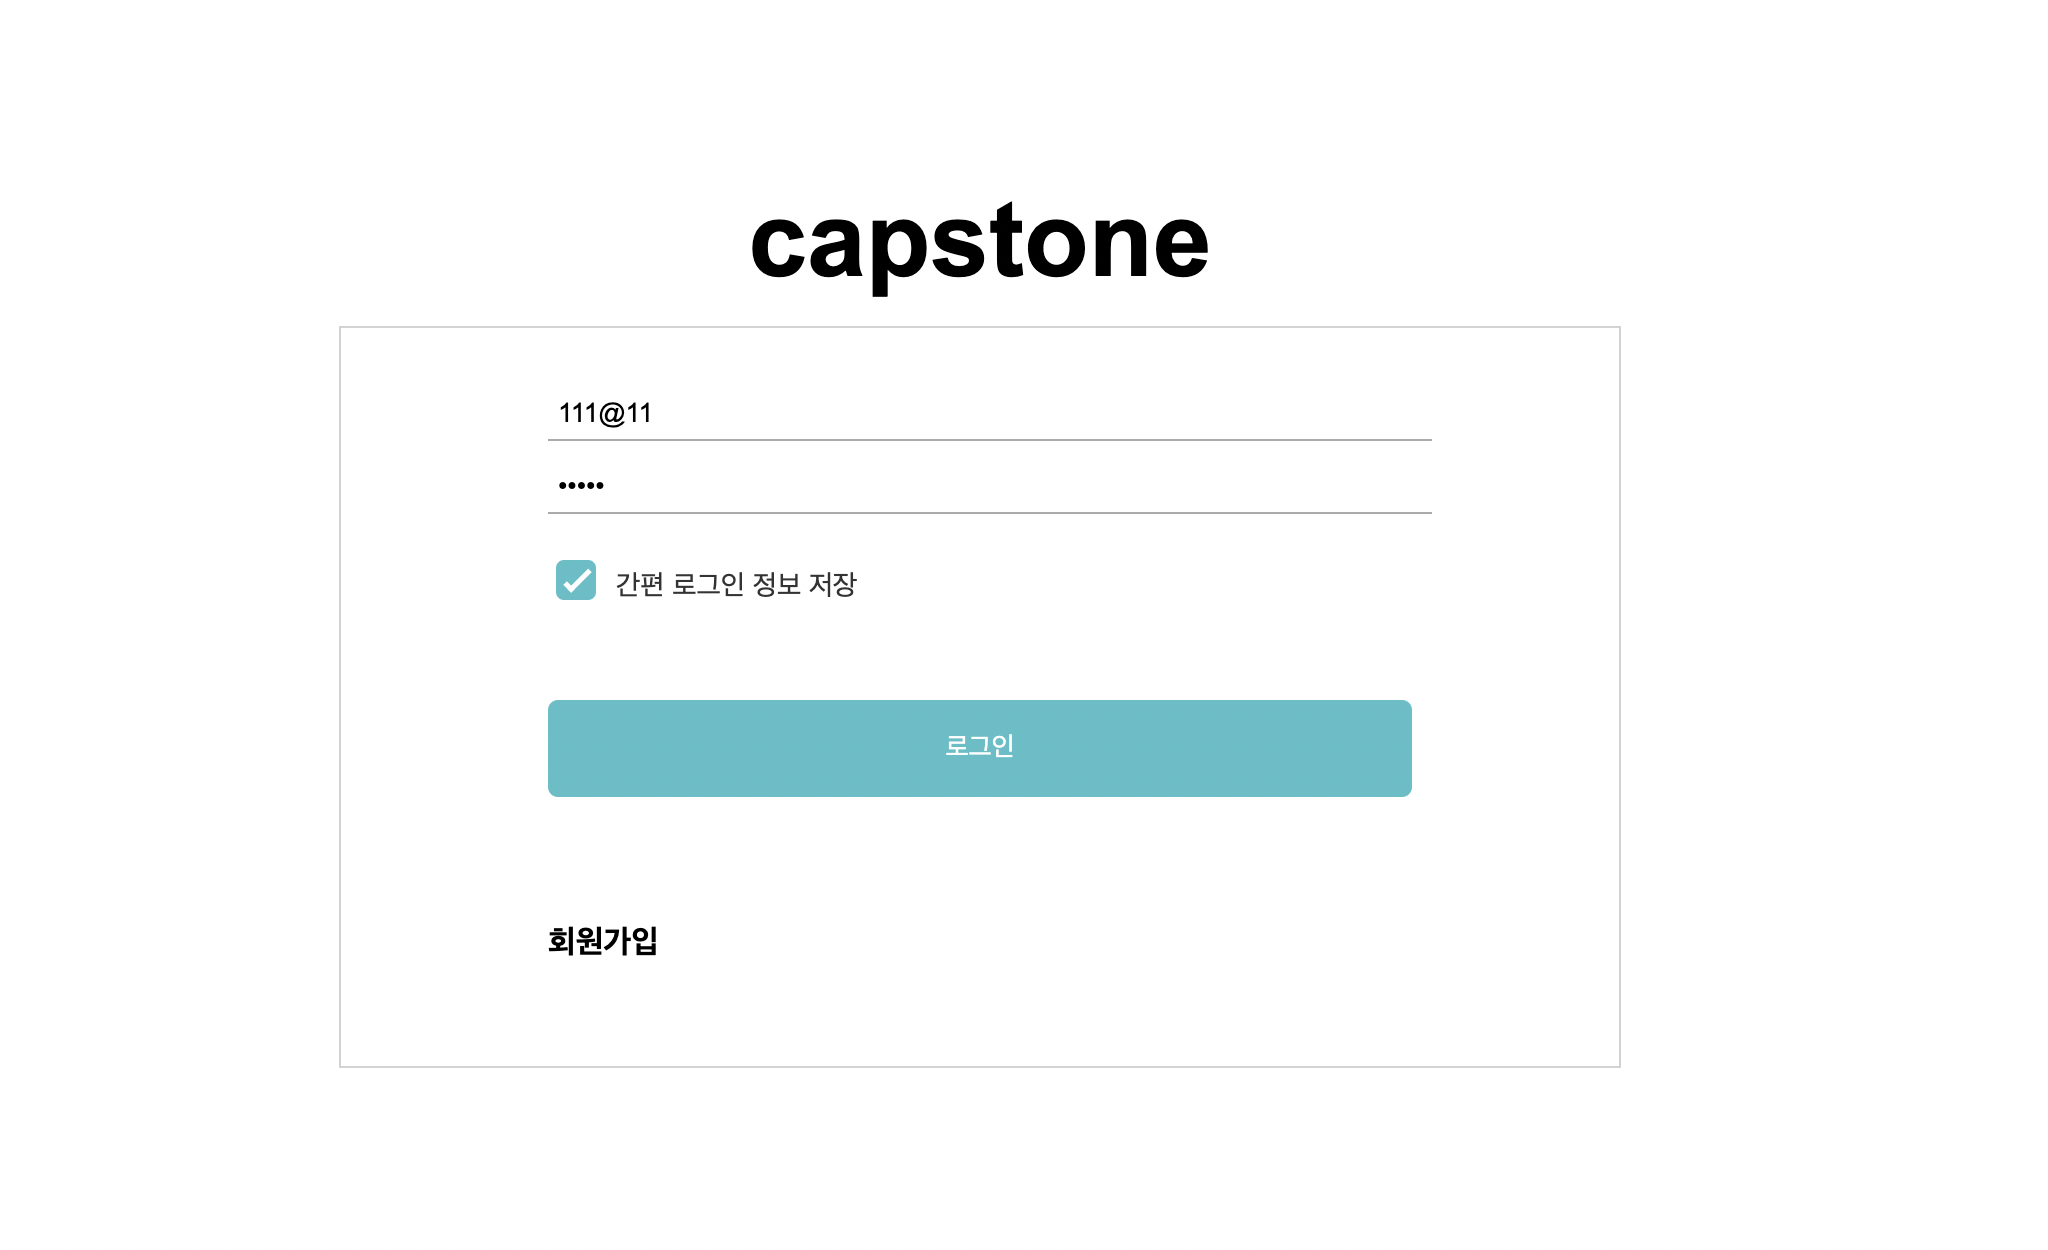 capstone
111@11
•••••
간편 로그인 정보 저장
로그인
회원가입